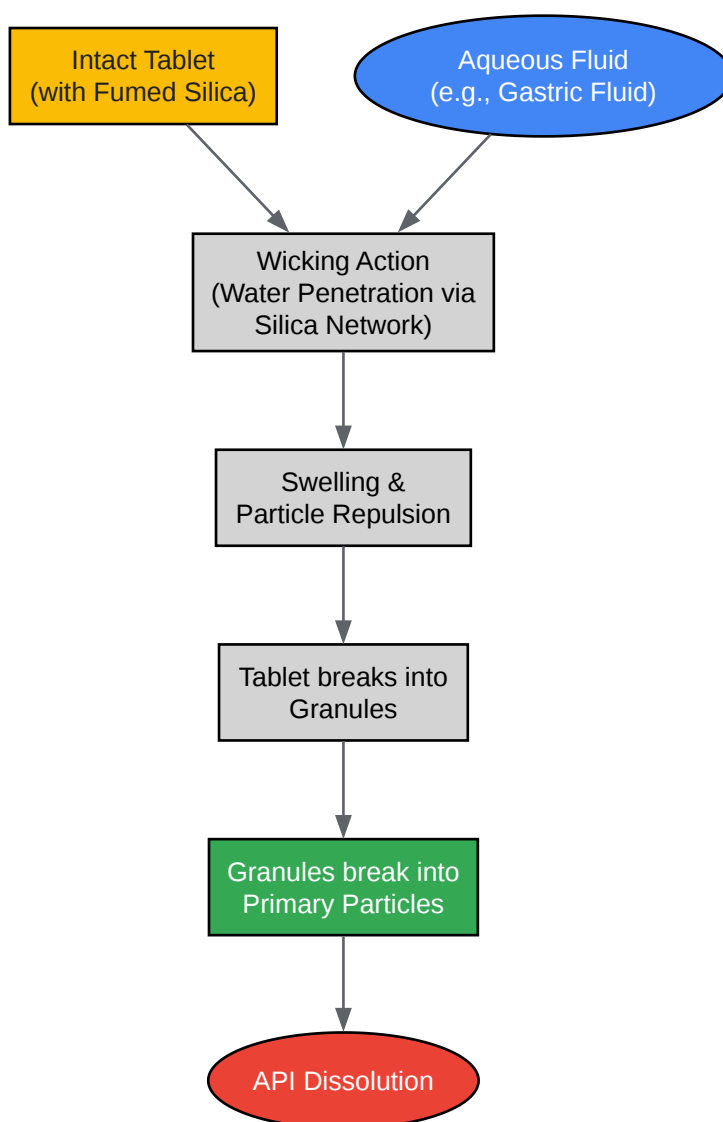 Intact Tablet
(with Fumed Silica)
Aqueous Fluid
(e.g., Gastric Fluid)
Wicking Action
(Water Penetration via
Silica Network)
Swelling &
Particle Repulsion
Tablet breaks into
Granules
Granules break into
Primary Particles
API Dissolution